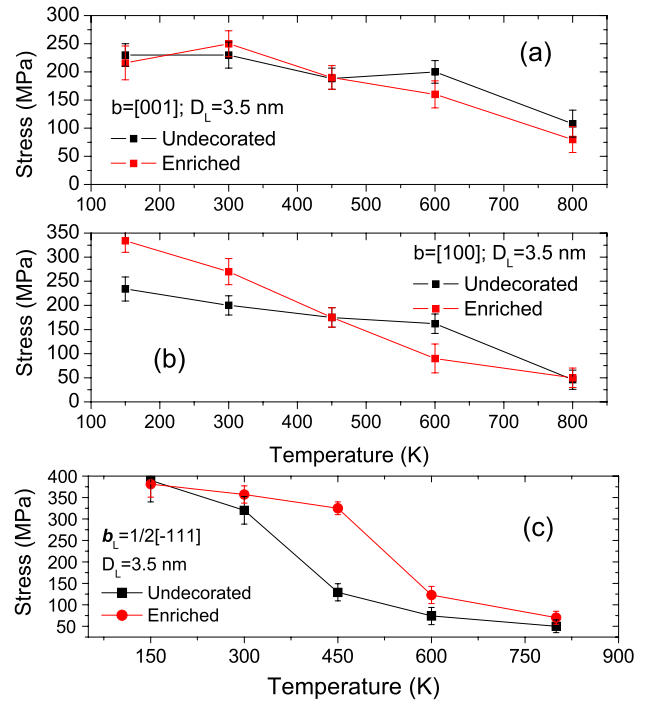 300
250
200
150
100
50
0
Stress (MPa)
(a)
b=[001]; D_L=3.5 nm
Undecorated
Enriched
100 200 300 400 500 600 700 800
350
300
250
200
150
100
50
0
Stress (MPa)
b=[100]; D_L=3.5 nm
Undecorated
Enriched
(b)
100 200 300 400 500 600 700 800
Temperature (K)
400
350
300
250
200
150
100
50
Stress (MPa)
(c)
b_L=1/2[-111]
D_L=3.5 nm
Undecorated
Enriched
150 300 450 600 750 900
Temperature (K)